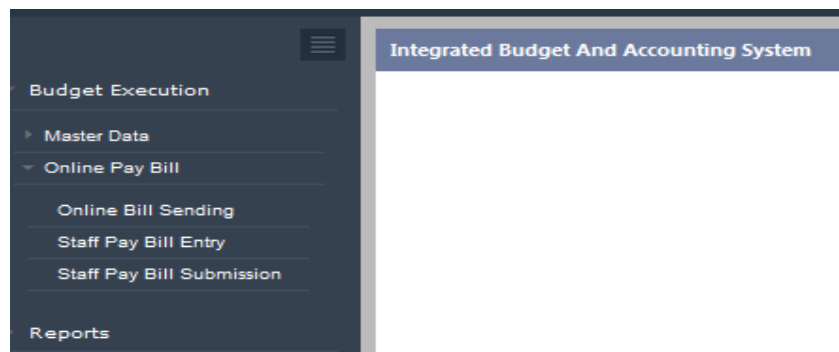 Integrated Budget And Accounting System
Budget Execution
Master Data
Online Pay Bill
Online Bill Sending
Staff Pay Bill Entry
Staff Pay Bill Submission
Reports